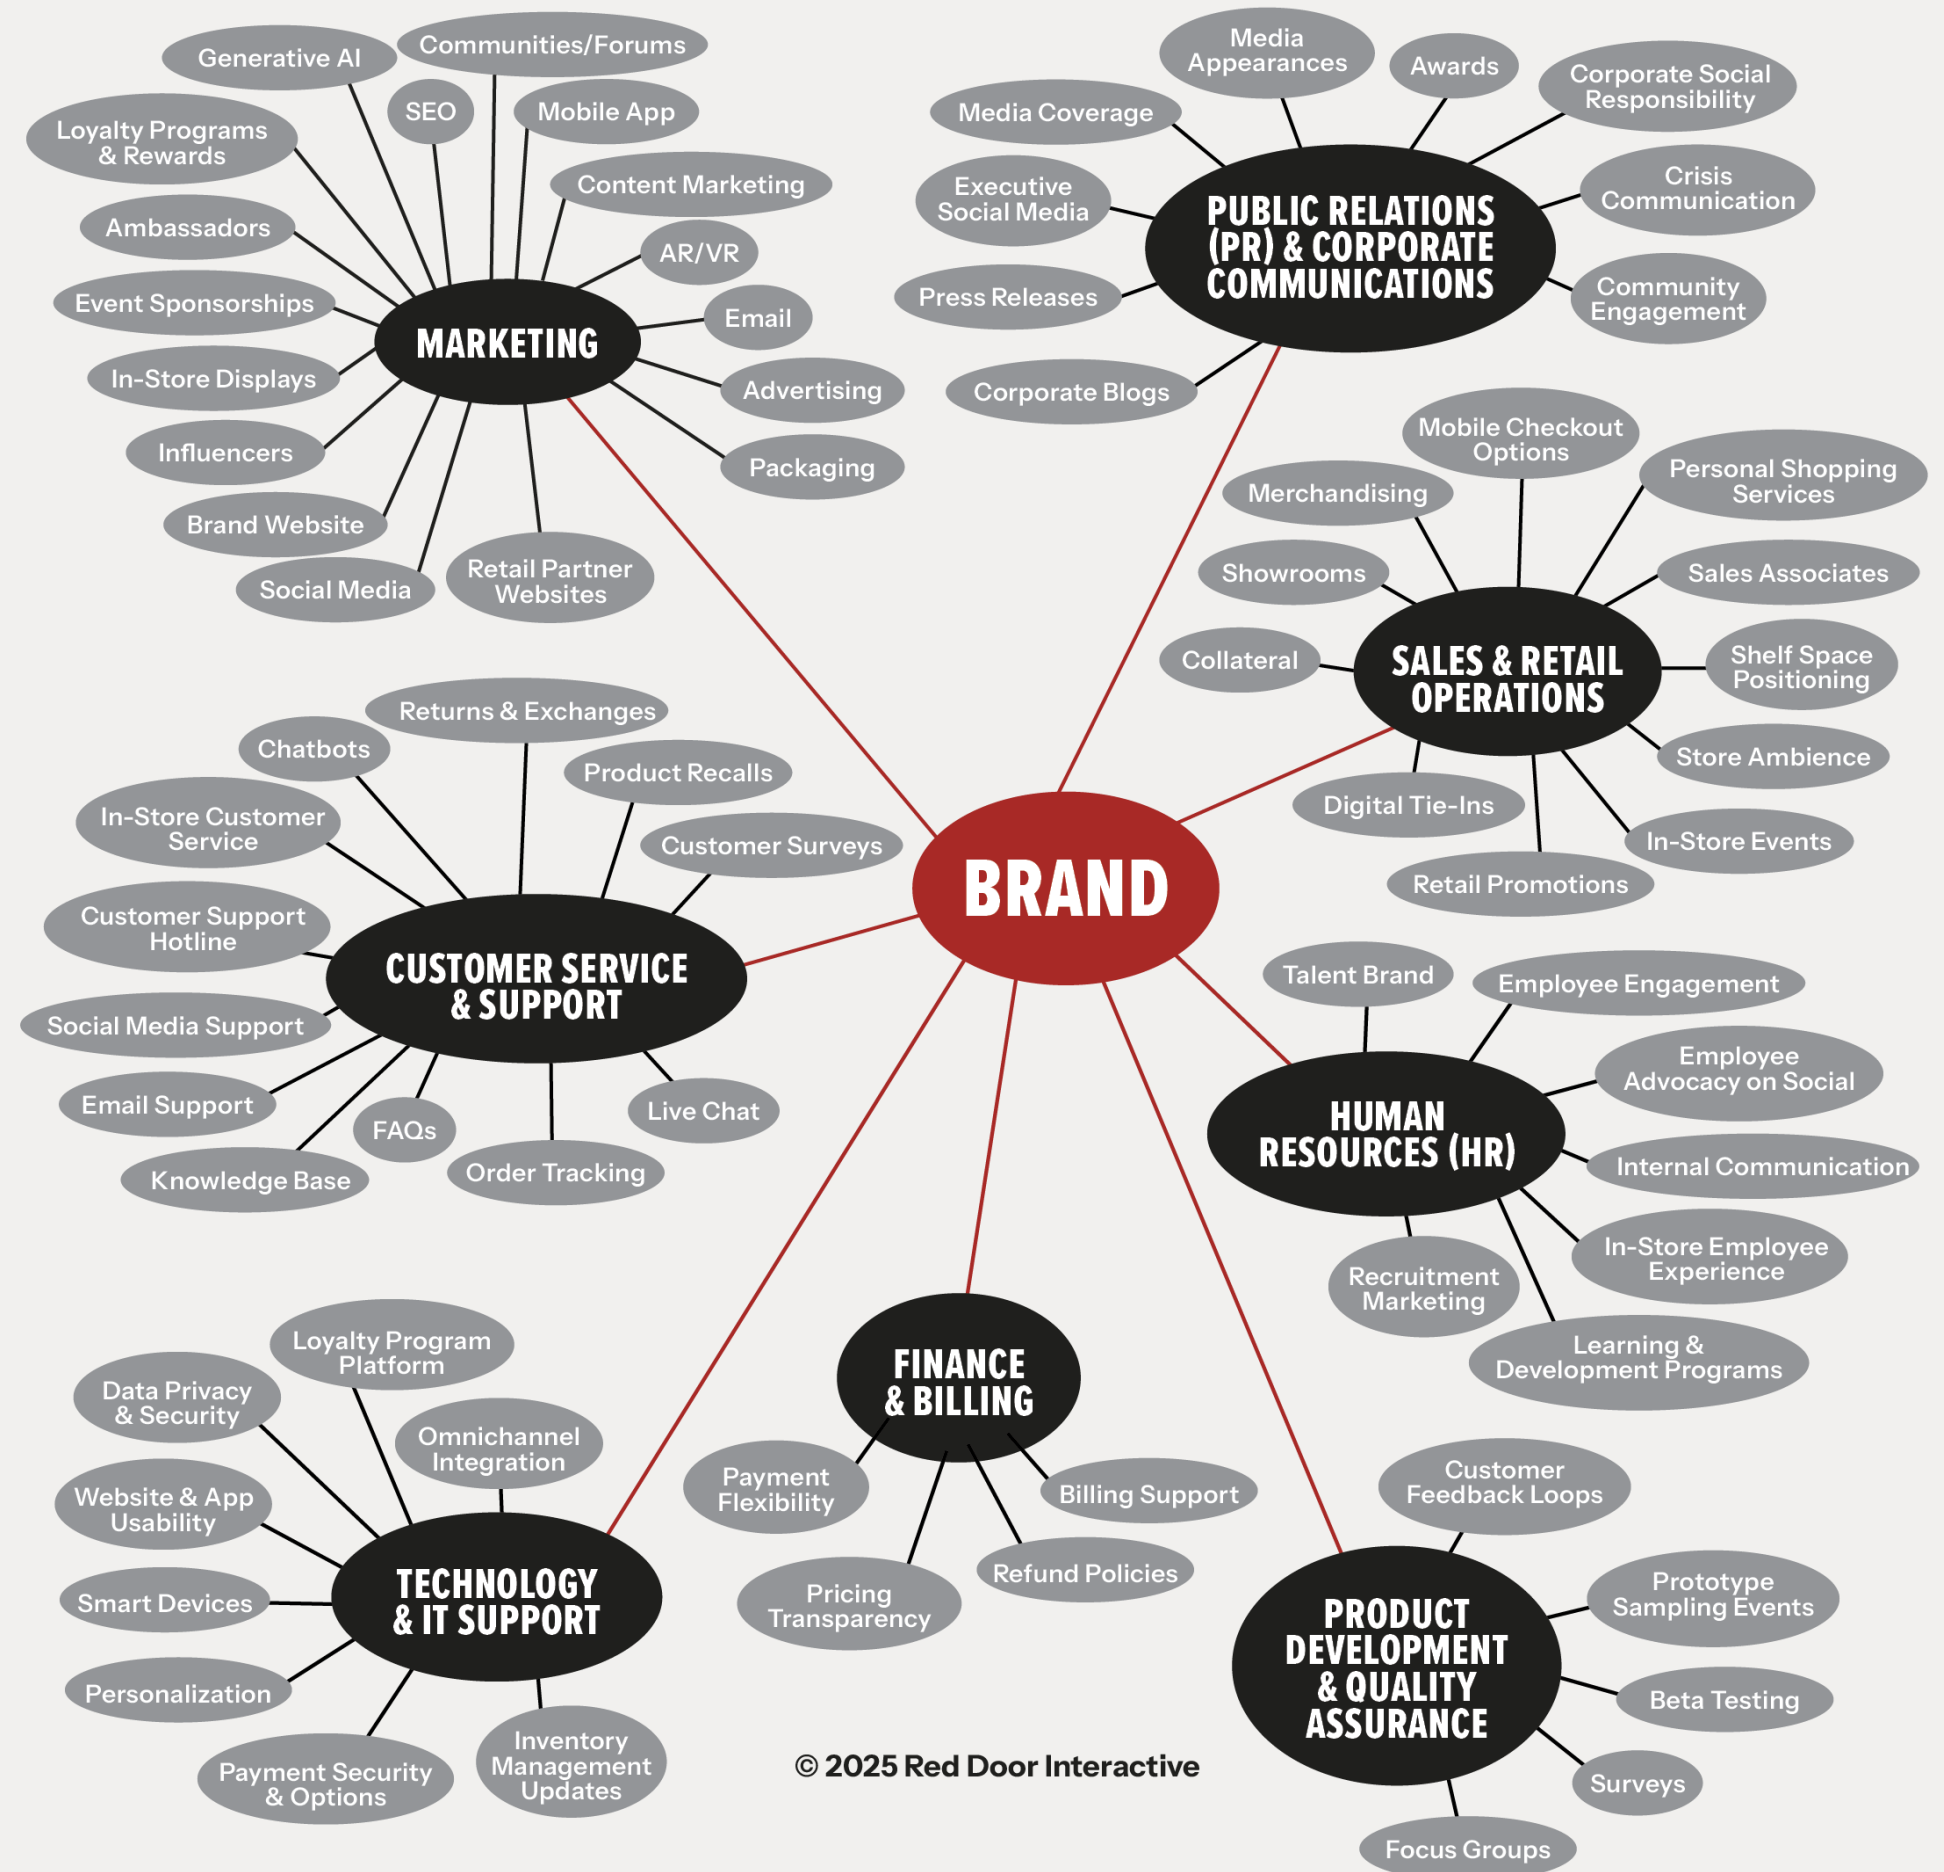 Generative AI
Communities/Forums
SEO
Mobile App
Loyalty Programs
& Rewards
Content Marketing
Ambassadors
AR/VR
Event Sponsorships
Email
MARKETING
In-Store Displays
Advertising
Influencers
Packaging
Brand Website
Social Media
Retail Partner
Websites
Media
Appearances
Awards
Corporate Social
Responsibility
Media Coverage
Executive
Social Media
Crisis
Communication
PUBLIC RELATIONS
(PR) & CORPORATE
COMMUNICATIONS
Press Releases
Community
Engagement
Corporate Blogs
Mobile Checkout
Options
Merchandising
Personal Shopping
Services
Showrooms
Sales Associates
Collateral
SALES & RETAIL
OPERATIONS
Shelf Space
Positioning
Store Ambience
Digital Tie-Ins
In-Store Events
Retail Promotions
Returns & Exchanges
Chatbots
Product Recalls
In-Store Customer
Service
Customer Surveys
BRAND
Customer Support
Hotline
CUSTOMER SERVICE
& SUPPORT
Social Media Support
Email Support
Live Chat
FAQs
Knowledge Base
Order Tracking
Talent Brand
Employee Engagement
Employee
Advocacy on Social
HUMAN
RESOURCES (HR)
Internal Communication
In-Store Employee
Experience
Recruitment
Marketing
Learning &
Development Programs
Loyalty Program
Platform
Data Privacy
& Security
Omnichannel
Integration
Website & App
Usability
TECHNOLOGY
& IT SUPPORT
Smart Devices
Personalization
Payment Security
& Options
Inventory
Management
Updates
FINANCE
& BILLING
Payment
Flexibility
Billing Support
Refund Policies
Pricing
Transparency
Customer
Feedback Loops
Prototype
Sampling Events
PRODUCT
DEVELOPMENT
& QUALITY
ASSURANCE
Beta Testing
Surveys
Focus Groups
© 2025 Red Door Interactive